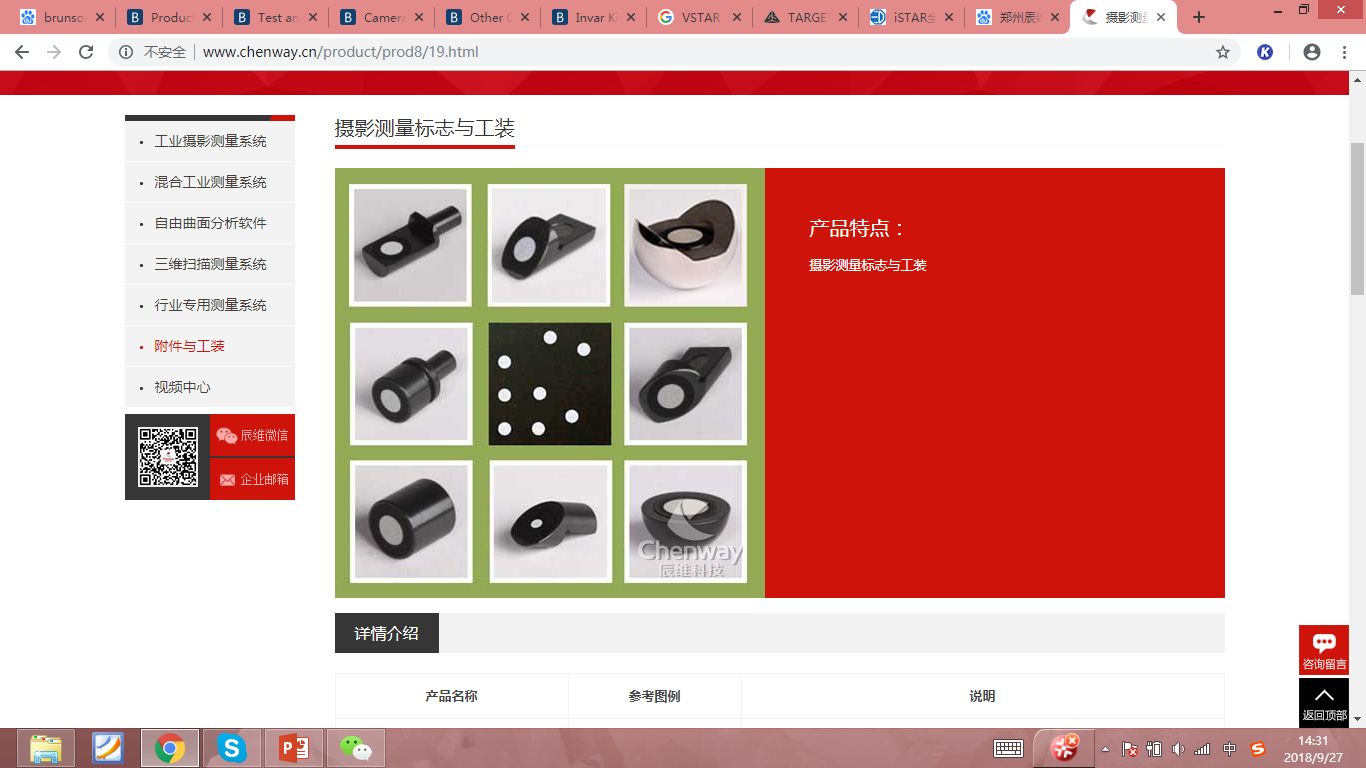 brunso
Produc
Test an
Camera
Other C
Invar Ki
VSTAR
TARGE
iSTAR全
郑州辰维
摄影测量
不安全
www.chenway.cn/product/prod8/19.html
工业摄影测量系统
混合工业测量系统
自由曲面分析软件
三维扫描测量系统
行业专用测量系统
附件与工装
视频中心
辰维微信
企业邮箱
摄影测量标志与工装
产品特点：
摄影测量标志与工装
Chenway
辰维科技
详情介绍
产品名称 参考图例 说明
咨询留言
返回顶部
中
14:31
2018/9/27